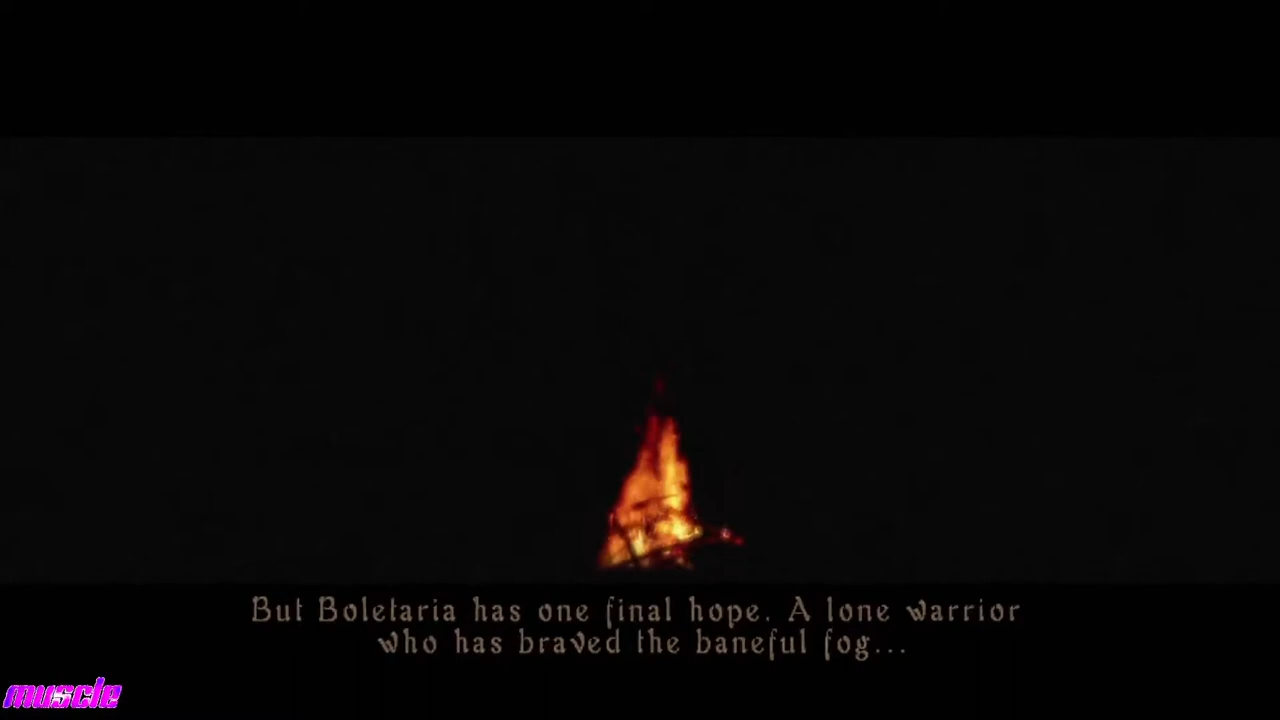 But Boletaria has one final hope. A lone warrior
who has braved the baneful fog...
muscle